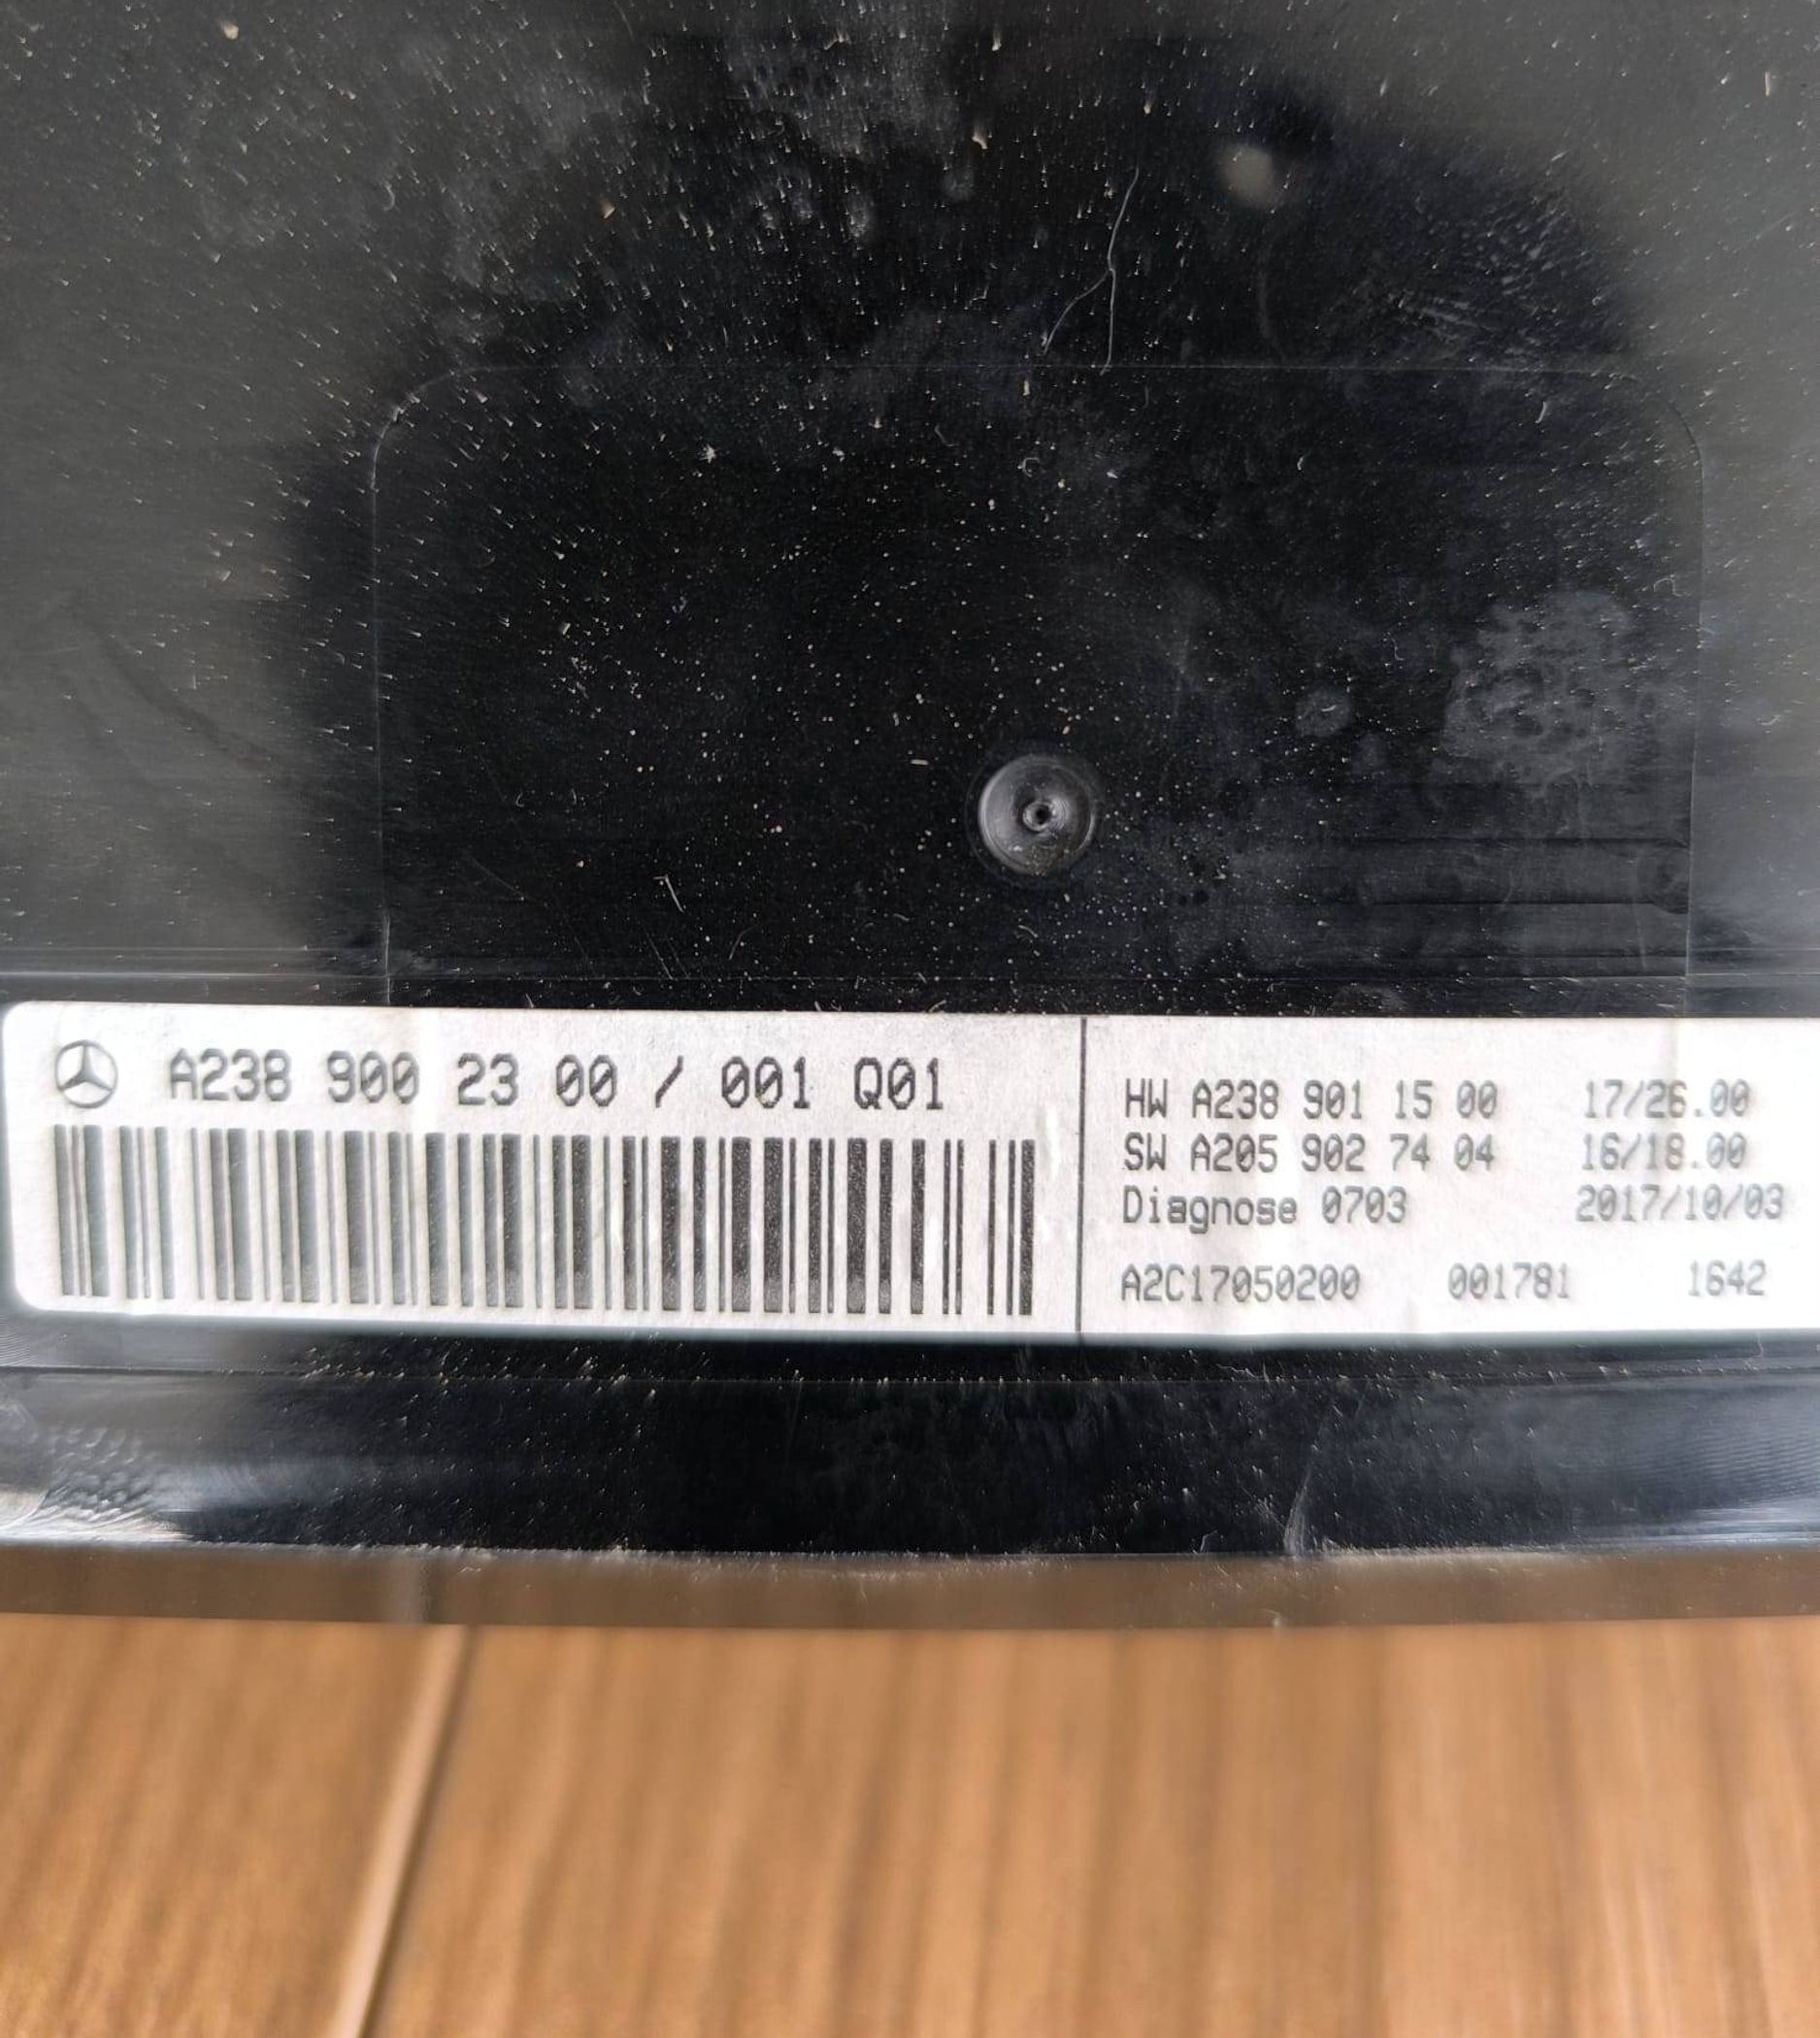 A238 900 23 00 / 001 Q01
HW A238 901 15 00 17/26.00
SW A205 902 74 04 16/18.00
Diagnose 0703 2017/10/03
A2C17050200 001781 1642